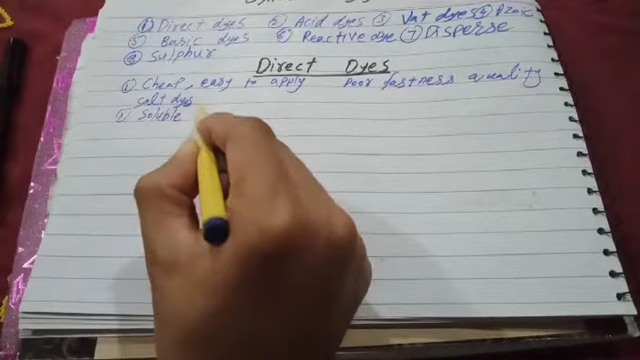 ① Direct dyes ② Acid dyes ③ Vat dyes ④ Azoic
⑤ Basic dyes ⑥ Reactive dye ⑦ Disperse
⑧ Sulphur
Direct Dyes
① Cheap, easy to apply poor fastness quality
salt dyes
② Soluble